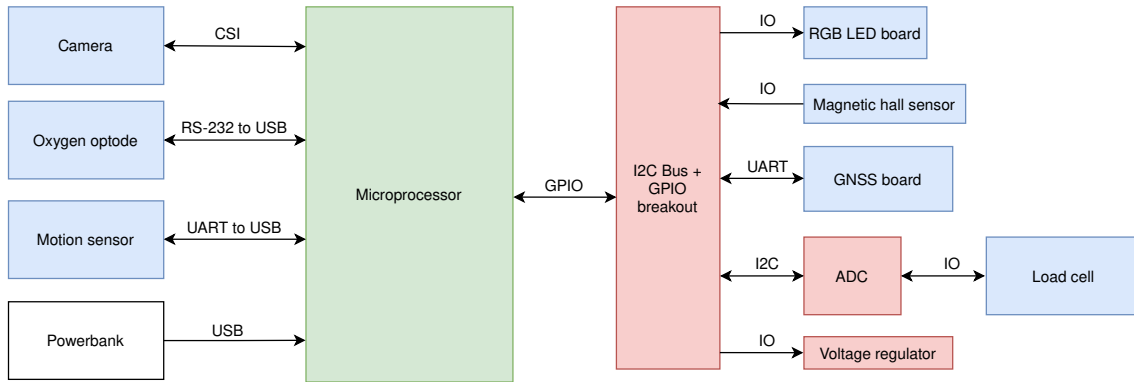 Camera
CSI
Oxygen optode
RS-232 to USB
Motion sensor
UART to USB
Powerbank
USB
Microprocessor
GPIO
I2C Bus +
GPIO
breakout
IO
RGB LED board
IO
Magnetic hall sensor
UART
GNSS board
I2C
ADC
IO
Load cell
IO
Voltage regulator